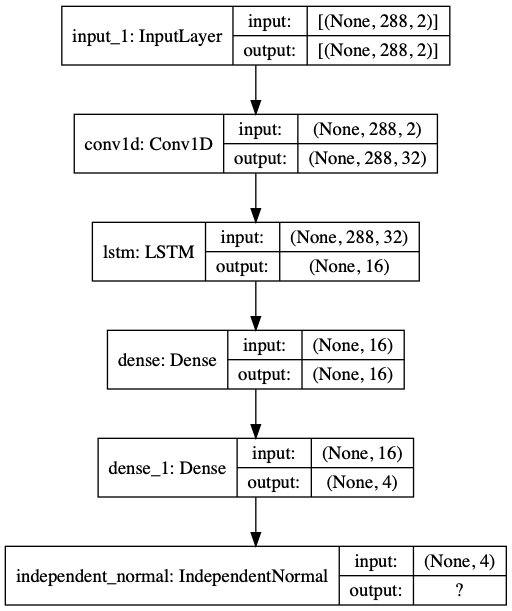 input_1: InputLayer
input: [(None, 288, 2)]
output: [(None, 288, 2)]
conv1d: Conv1D
input: (None, 288, 2)
output: (None, 288, 32)
lstm: LSTM
input: (None, 288, 32)
output: (None, 16)
dense: Dense
input: (None, 16)
output: (None, 16)
dense_1: Dense
input: (None, 16)
output: (None, 4)
independent_normal: IndependentNormal
input: (None, 4)
output: ?